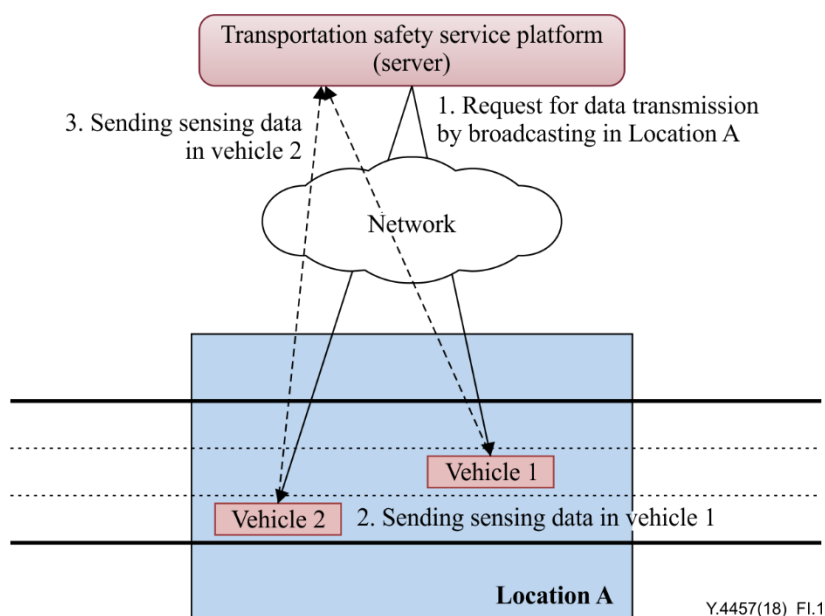 Transportation safety service platform
(server)
1. Request for data transmission
by broadcasting in Location A
3. Sending sensing data
in vehicle 2
Network
Vehicle 1
Vehicle 2
2. Sending sensing data in vehicle 1
Location A
Y.4457(18)_FI.1